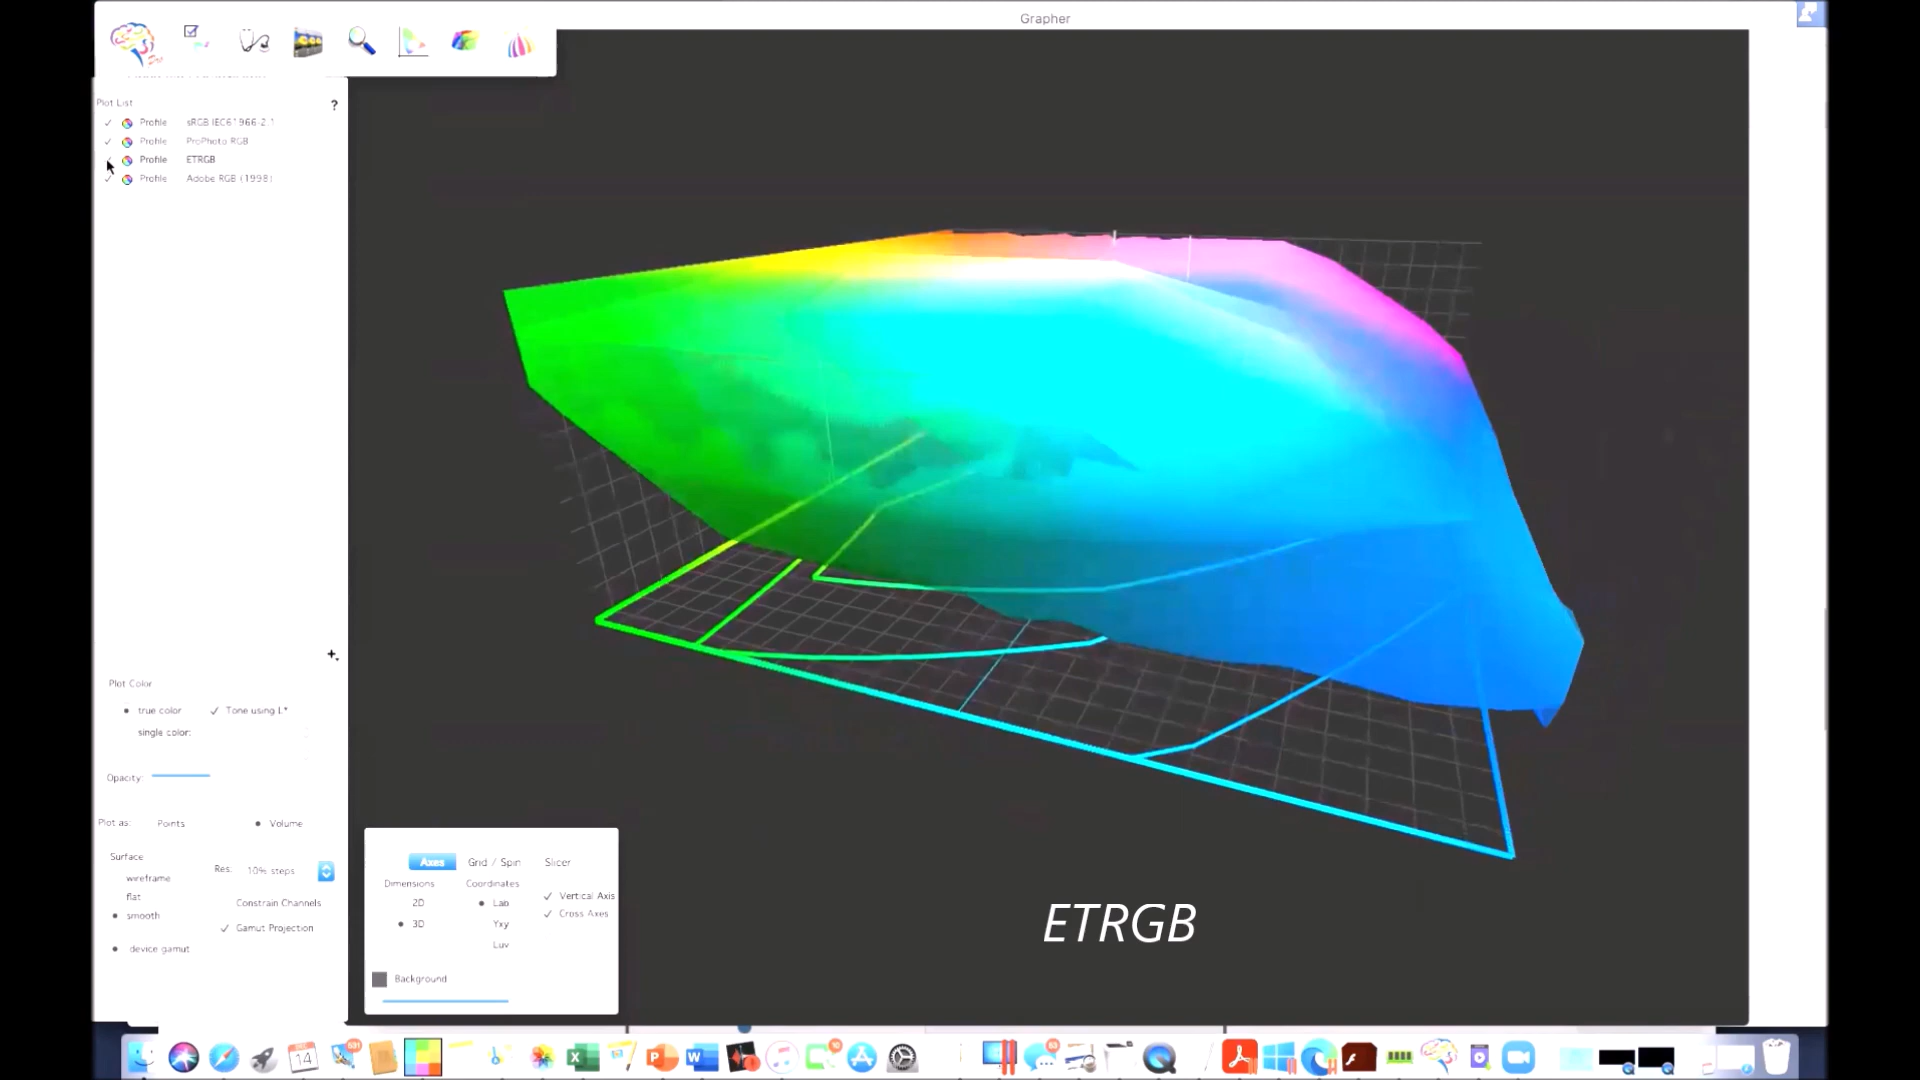 Grapher
Plot List
?
✓ Profile sRGB IEC61966-2.1
✓ Profile ProPhoto RGB
Profile ETRGB
✓ Profile Adobe RGB (1998)
Plot Color
true color ✓ Tone using L*
single color:
Opacity:
Plot as: Points Volume
Surface
Res: 10% steps
wireframe
flat
Constrain Channels
smooth
✓ Gamut Projection
device gamut
Axes Grid / Spin Slicer
Dimensions Coordinates
2D Lab ✓ Vertical Axis
3D Yxy ✓ Cross Axes
Luv
Background
ETRGB
14